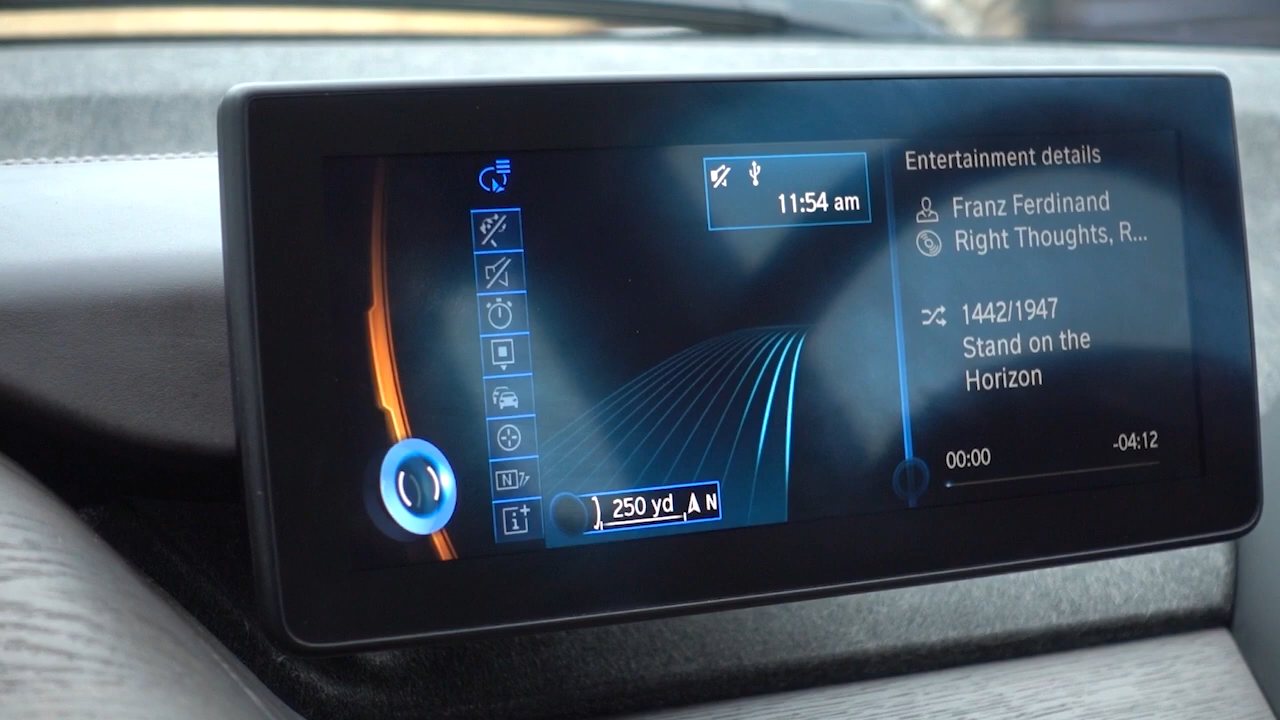 11:54 am
N
i+
250 yd N
Entertainment details
Franz Ferdinand
Right Thoughts, R...
1442/1947
Stand on the
Horizon
00:00 -04:12